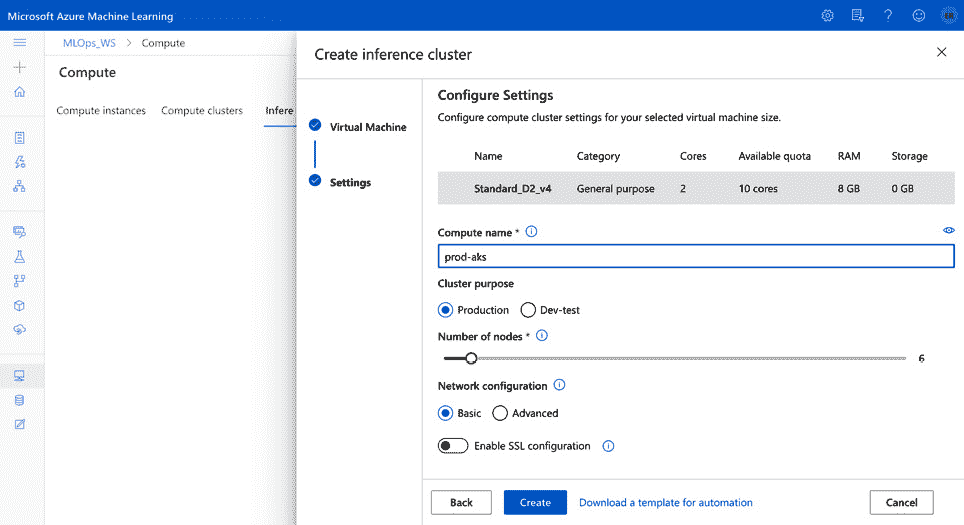 Microsoft Azure Machine Learning
MLOps_WS > Compute
Compute
Compute instances Compute clusters Infere
Create inference cluster
Virtual Machine
Settings
Configure Settings
Configure compute cluster settings for your selected virtual machine size.
Name Category Cores Available quota RAM Storage
Standard_D2_v4 General purpose 2 10 cores 8 GB 0 GB
Compute name *
prod-aks
Cluster purpose
Production Dev-test
Number of nodes *
6
Network configuration
Basic Advanced
Enable SSL configuration
Back Create Download a template for automation Cancel